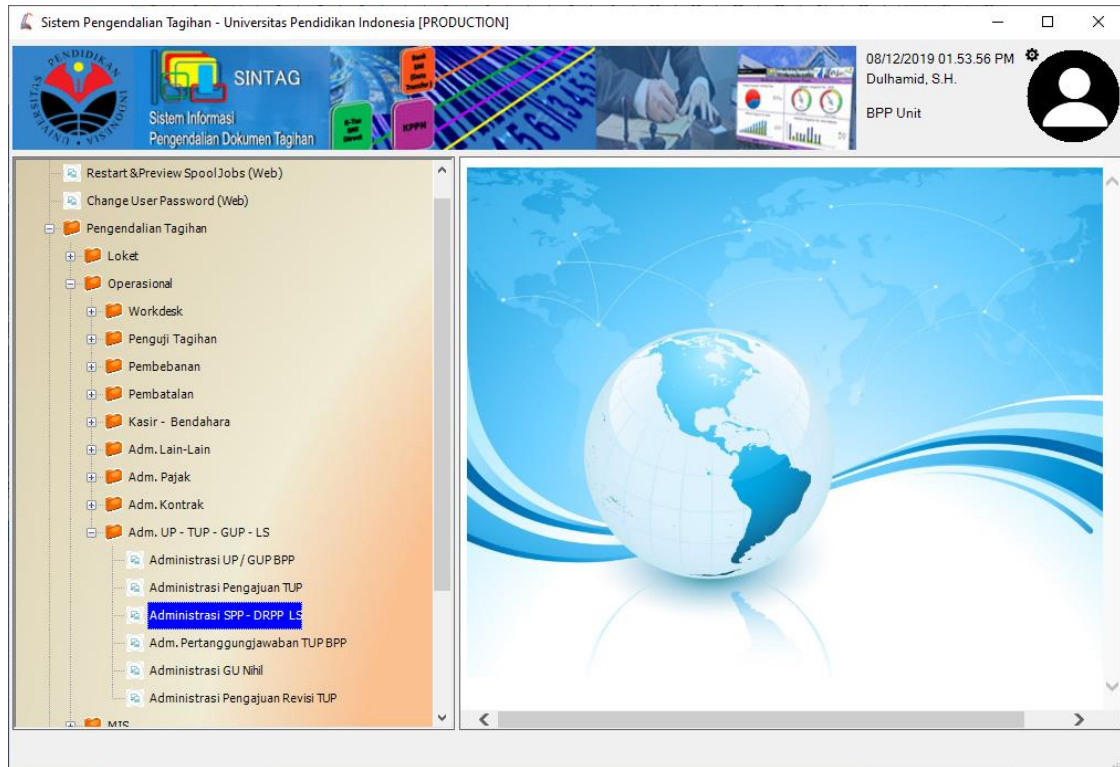 Sistem Pengendalian Tagihan - Universitas Pendidikan Indonesia [PRODUCTION]
UNIVERSITAS PENDIDIKAN INDONESIA
SINTAG
Sistem Informasi
Pengendalian Dokumen Tagihan
KPPN
08/12/2019 01.53.56 PM
Dulhamid, S.H.
BPP Unit
Restart & Preview Spool Jobs (Web)
Change User Password (Web)
Pengendalian Tagihan
Loket
Operasional
Workdesk
Penguji Tagihan
Pembebanan
Pembatalan
Kasir - Bendahara
Adm. Lain-Lain
Adm. Pajak
Adm. Kontrak
Adm. UP - TUP - GUP - LS
Administrasi UP / GUP BPP
Administrasi Pengajuan TUP
Administrasi SPP - DRPP LS
Adm. Pertanggungjawaban TUP BPP
Administrasi GU Nihil
Administrasi Pengajuan Revisi TUP
MIS